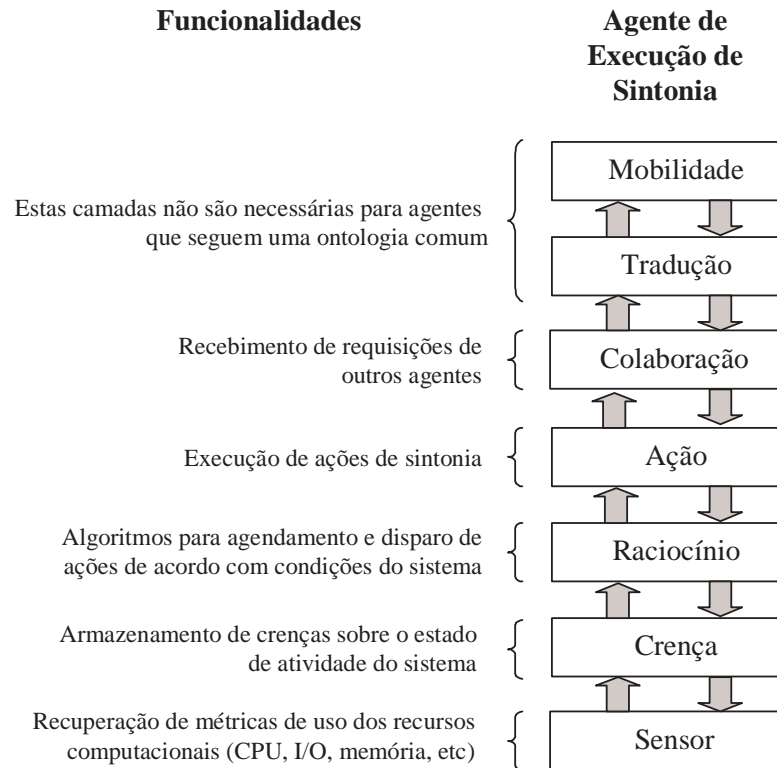 Funcionalidades
Agente de
Execução de
Sintonia
Mobilidade
Estas camadas não são necessárias para agentes
que seguem uma ontologia comum
Tradução
Recebimento de requisições de
outros agentes
Colaboração
Execução de ações de sintonia
Ação
Algoritmos para agendamento e disparo de
ações de acordo com condições do sistema
Raciocínio
Armazenamento de crenças sobre o estado
de atividade do sistema
Crença
Recuperação de métricas de uso dos recursos
computacionais (CPU, I/O, memória, etc)
Sensor